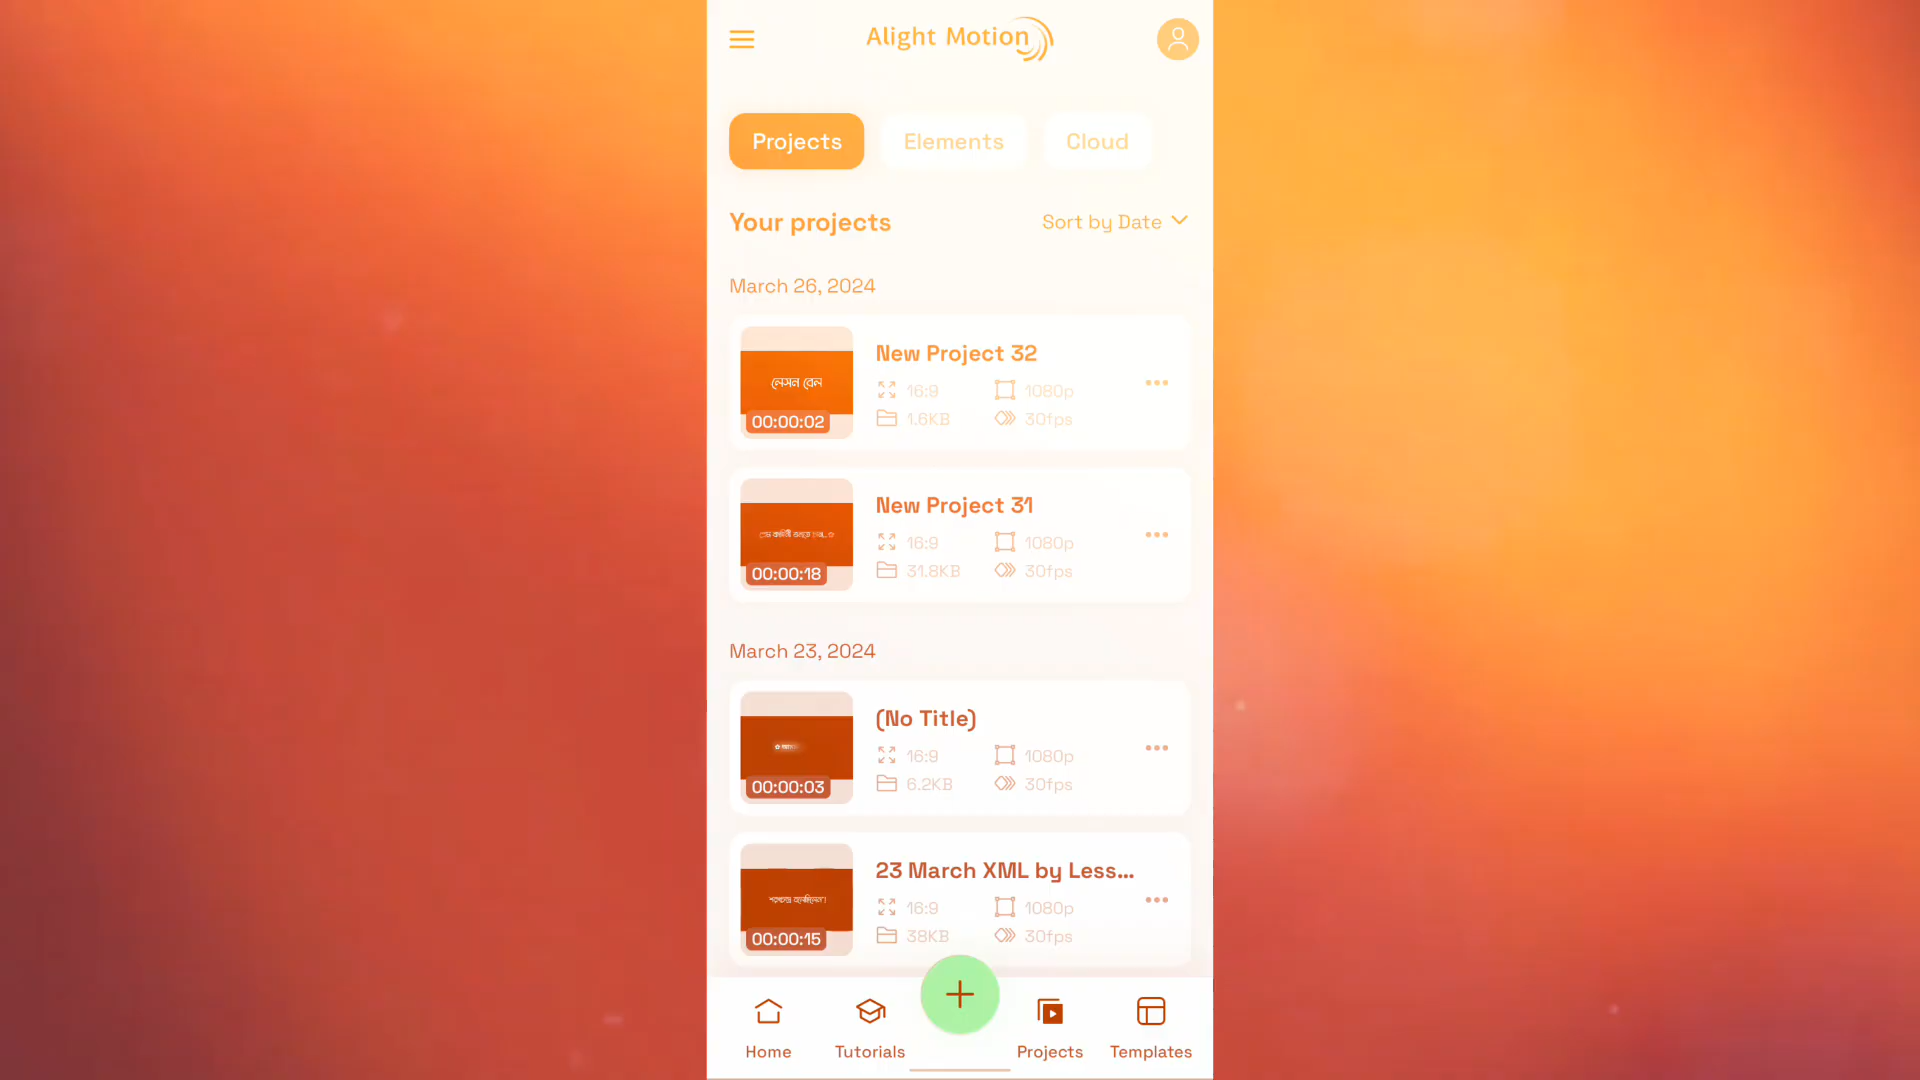 Alight Motion
Projects
Elements
Cloud
Your projects
Sort by Date
March 26, 2024
লেসন বেল
00:00:02
New Project 32
16:9
1080p
1.6KB
30fps
00:00:18
New Project 31
16:9
1080p
31.8KB
30fps
March 23, 2024
00:00:03
(No Title)
16:9
1080p
6.2KB
30fps
00:00:15
23 March XML by Less...
16:9
1080p
38KB
30fps
Home
Tutorials
Projects
Templates